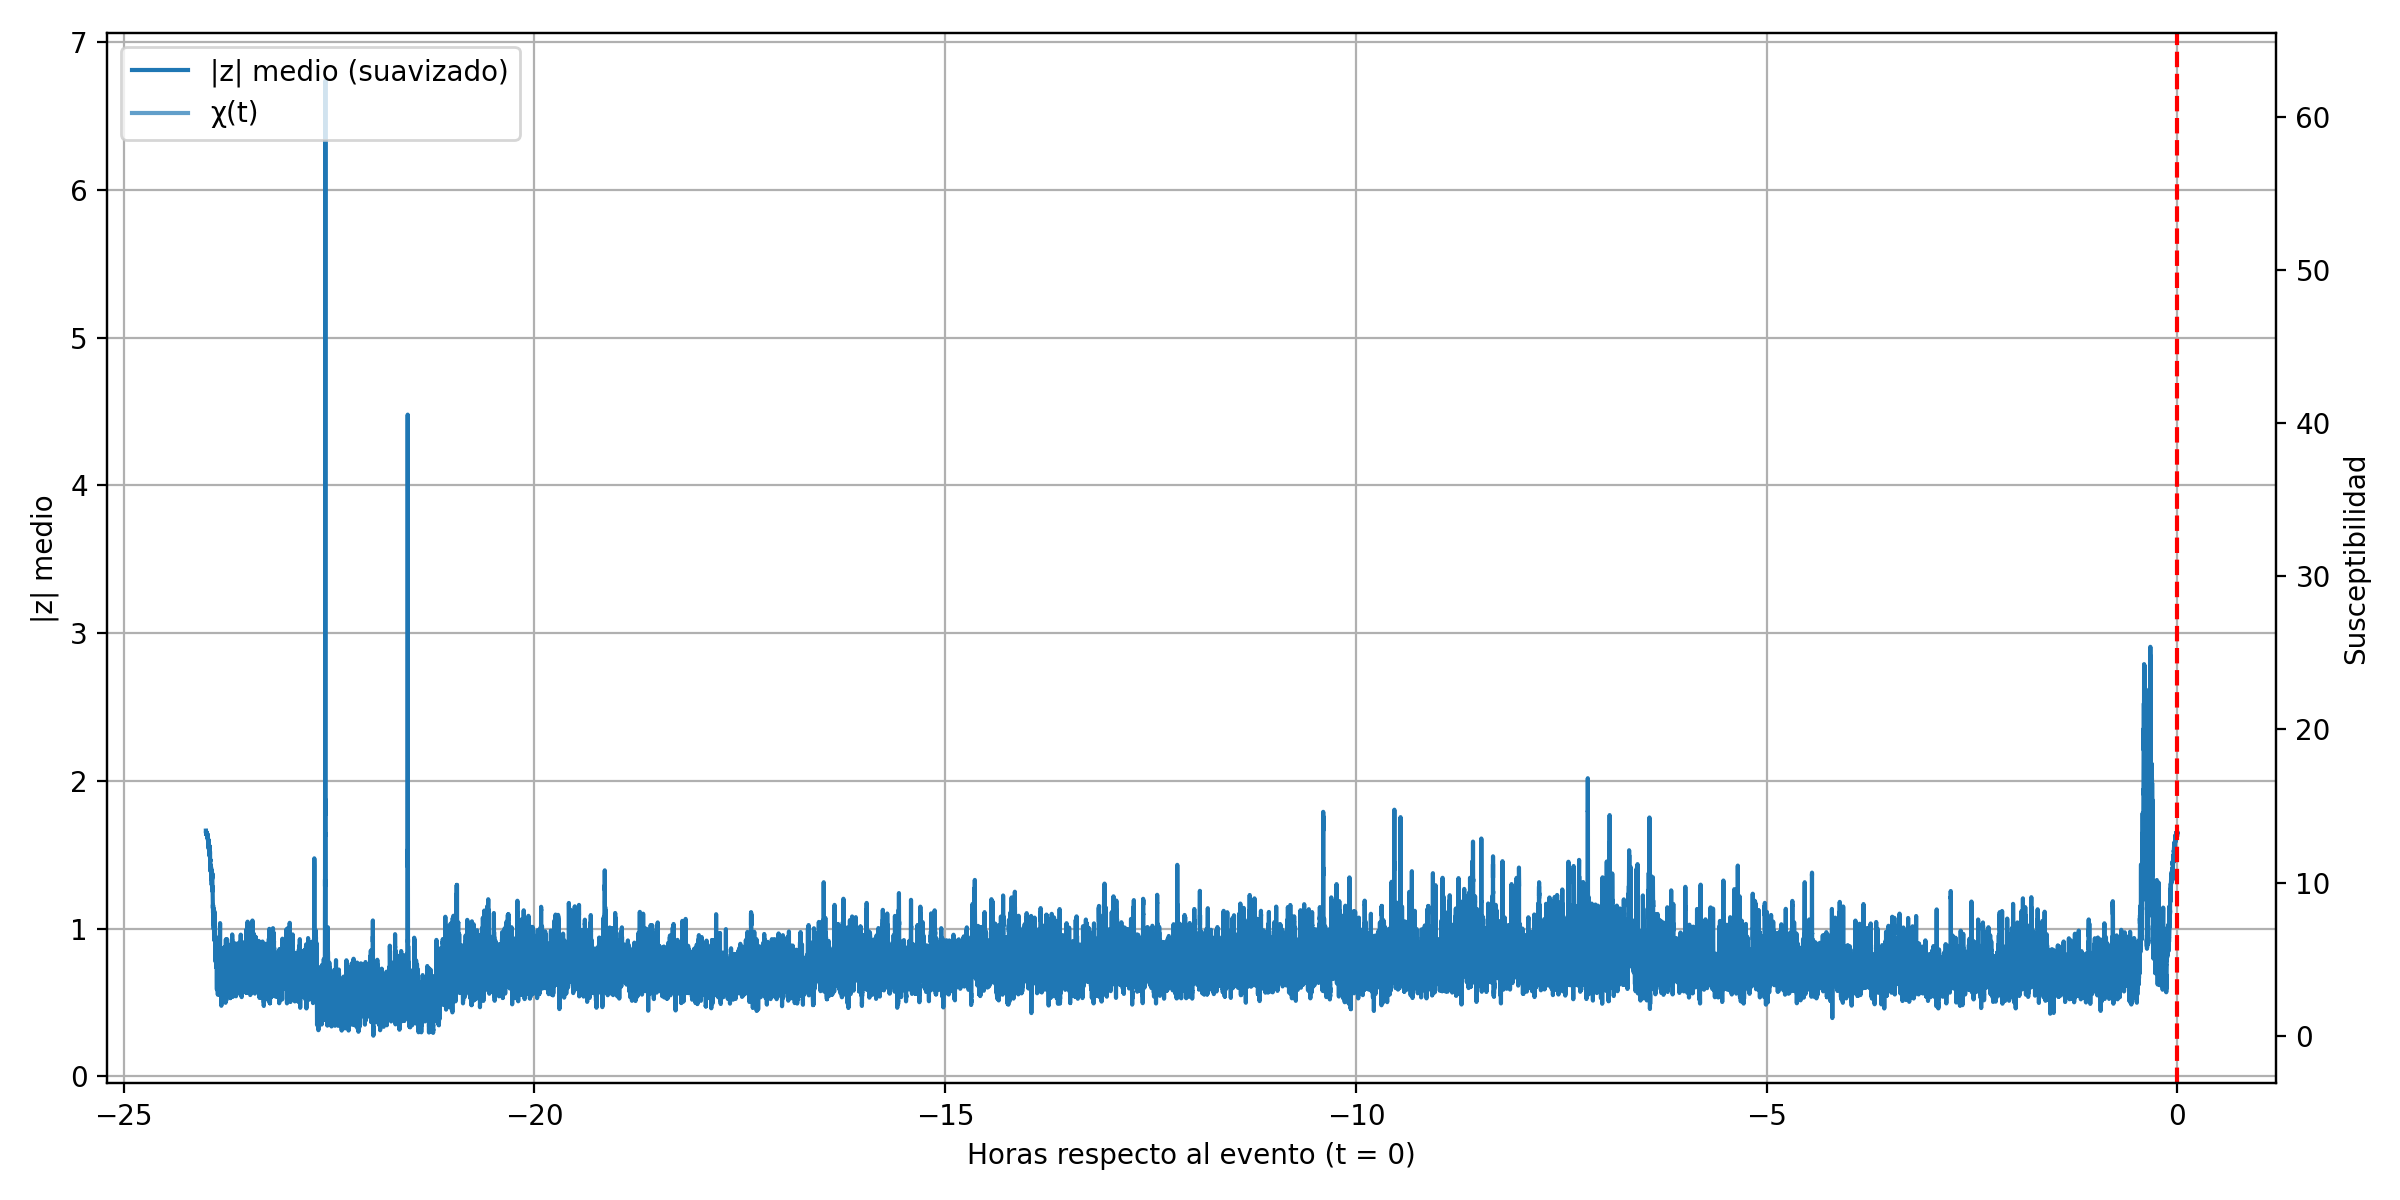 |z| medio (suavizado)
χ(t)
7
6
5
4
3
2
1
0
|z| medio
60
50
40
30
20
10
0
Susceptibilidad
−25 −20 −15 −10 −5 0
Horas respecto al evento (t = 0)